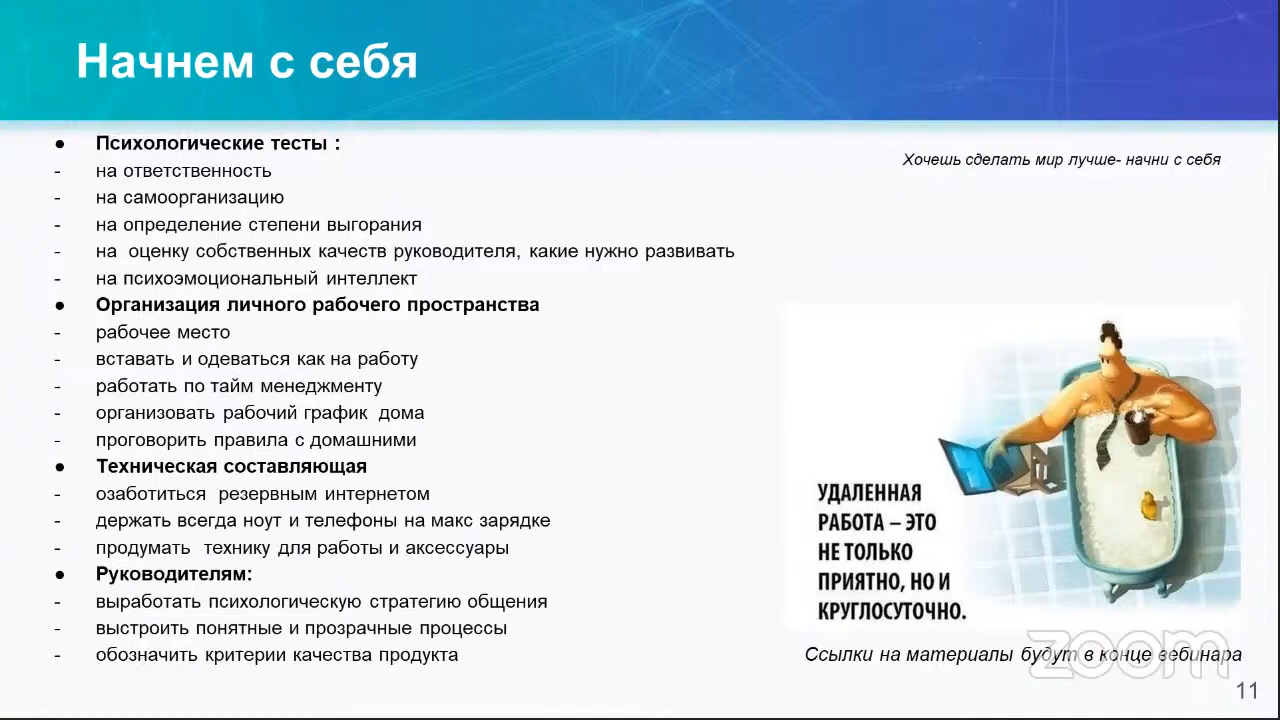 Начнем с себя
● Психологические тесты :
- на ответственность
- на самоорганизацию
- на определение степени выгорания
- на  оценку собственных качеств руководителя, какие нужно развивать
- на психоэмоциональный интеллект
● Организация личного рабочего пространства
- рабочее место
- вставать и одеваться как на работу
- работать по тайм менеджменту
- организовать рабочий график  дома
- проговорить правила с домашними
● Техническая составляющая
- озаботиться  резервным интернетом
- держать всегда ноут и телефоны на макс зарядке
- продумать  технику для работы и аксессуары
● Руководителям:
- выработать психологическую стратегию общения
- выстроить понятные и прозрачные процессы
- обозначить критерии качества продукта
Хочешь сделать мир лучше- начни с себя
УДАЛЕННАЯ
РАБОТА – ЭТО
НЕ ТОЛЬКО
ПРИЯТНО, НО И
КРУГЛОСУТОЧНО.
Ссылки на материалы будут в конце вебинара
zoom
11